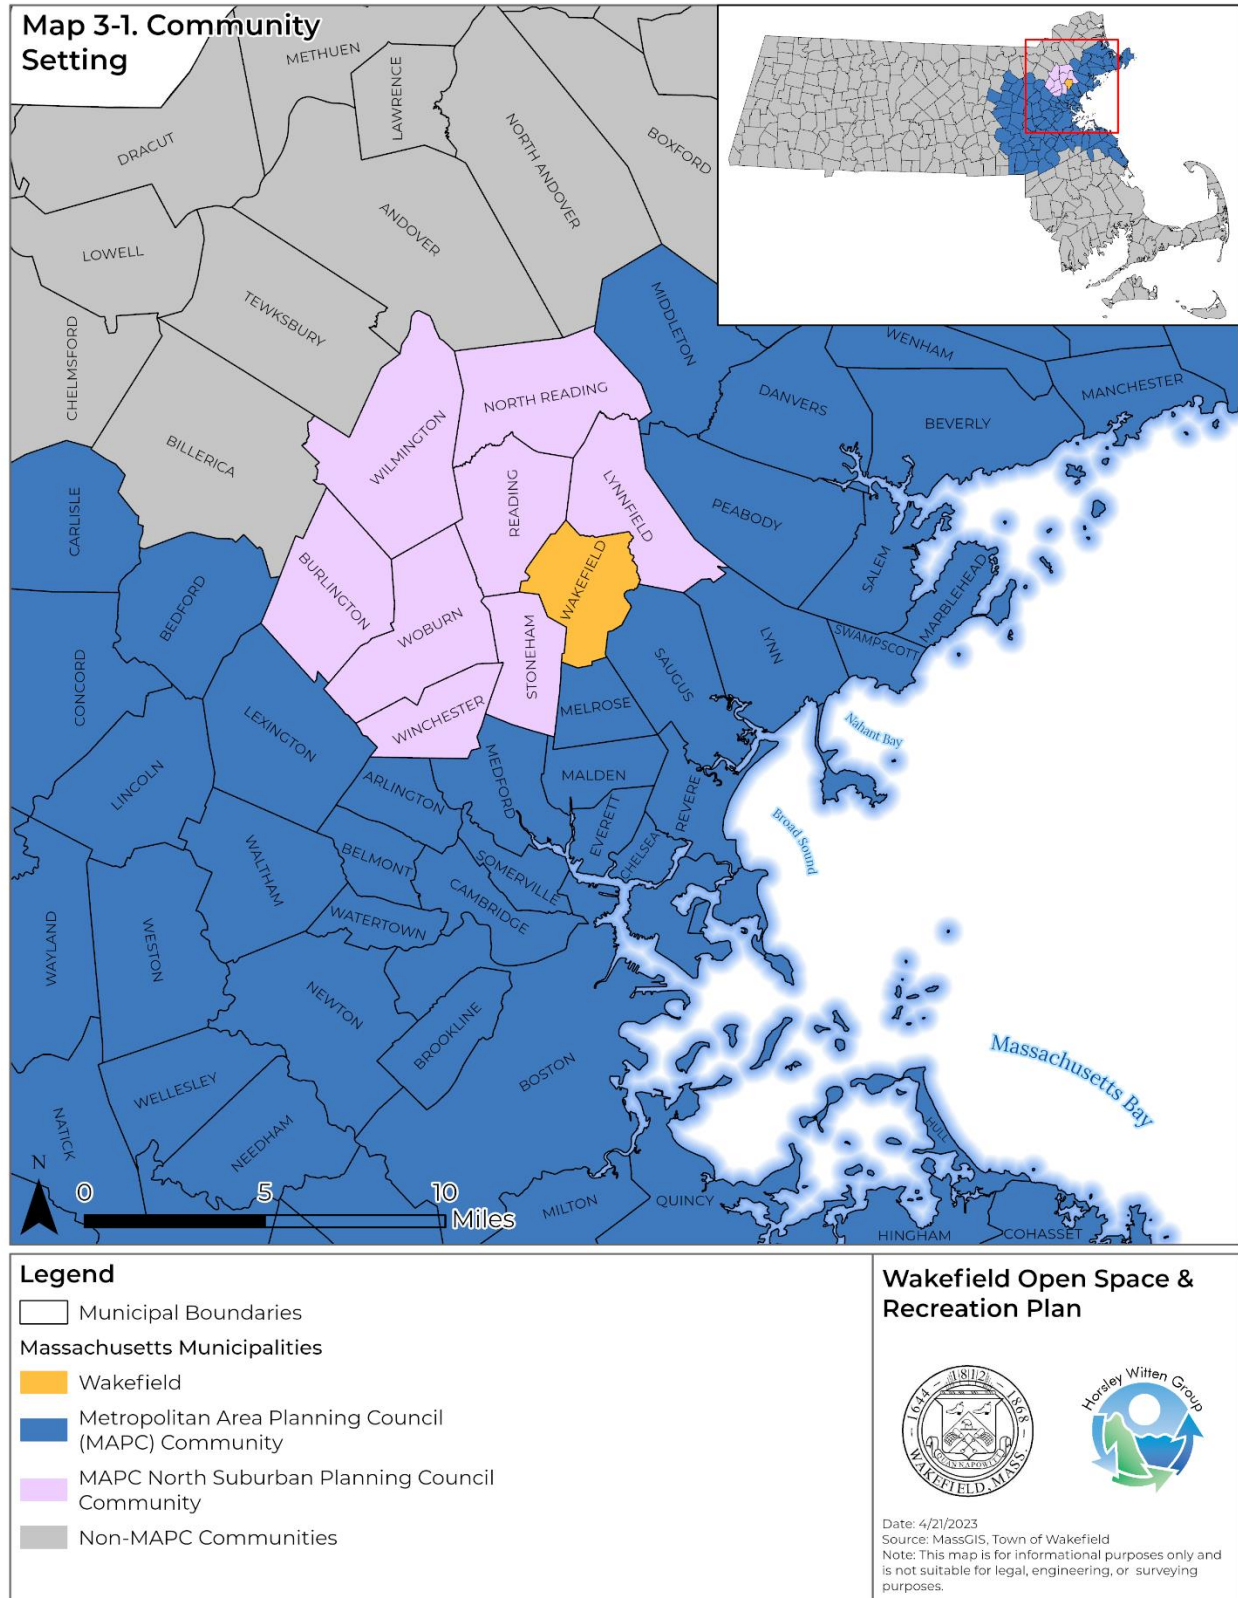 Map 3-1. Community
Setting
METHUEN
LAWRENCE
NORTH ANDOVER
BOXFORD
DRACUT
ANDOVER
LOWELL
TEWKSBURY
MIDDLETON
CHELMSFORD
WENHAM
MANCHESTER
NORTH READING
DANVERS
BEVERLY
BILLERICA
WILMINGTON
READING
LYNNFIELD
PEABODY
CARLISLE
SALEM
MARBLEHEAD
BEDFORD
BURLINGTON
WAKEFIELD
WOBURN
STONEHAM
SWAMPSCOTT
LYNN
SAUGUS
CONCORD
WINCHESTER
MELROSE
LEXINGTON
Nahant Bay
LINCOLN
MEDFORD
MALDEN
ARLINGTON
REVERE
EVERETT
CHELSEA
Broad Sound
WALTHAM
BELMONT
SOMERVILLE
CAMBRIDGE
WATERTOWN
WAYLAND
WESTON
NEWTON
BROOKLINE
BOSTON
Massachusetts Bay
WELLESLEY
NEEDHAM
NATICK
HULL
N
0 5 10
Miles
MILTON
QUINCY
HINGHAM
COHASSET
Legend
Municipal Boundaries
Massachusetts Municipalities
Wakefield
Metropolitan Area Planning Council
(MAPC) Community
MAPC North Suburban Planning Council
Community
Non-MAPC Communities
Wakefield Open Space &
Recreation Plan
1644 - 1812 - 1868
WAKEFIELD, MASS.
Horsley Witten Group
Date: 4/21/2023
Source: MassGIS, Town of Wakefield
Note: This map is for informational purposes only and
is not suitable for legal, engineering, or surveying
purposes.